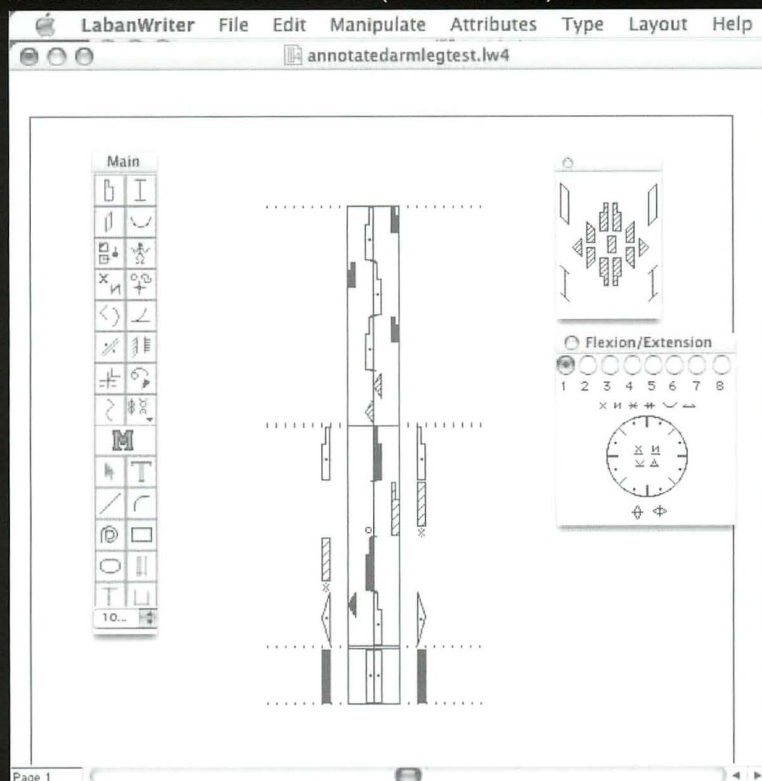 LabanWriter File Edit Manipulate Attributes Type Layout Help
annotatedarmlegtest.lw4
Main
M
T
10...
Flexion/Extension
1 2 3 4 5 6 7 8
Page 1